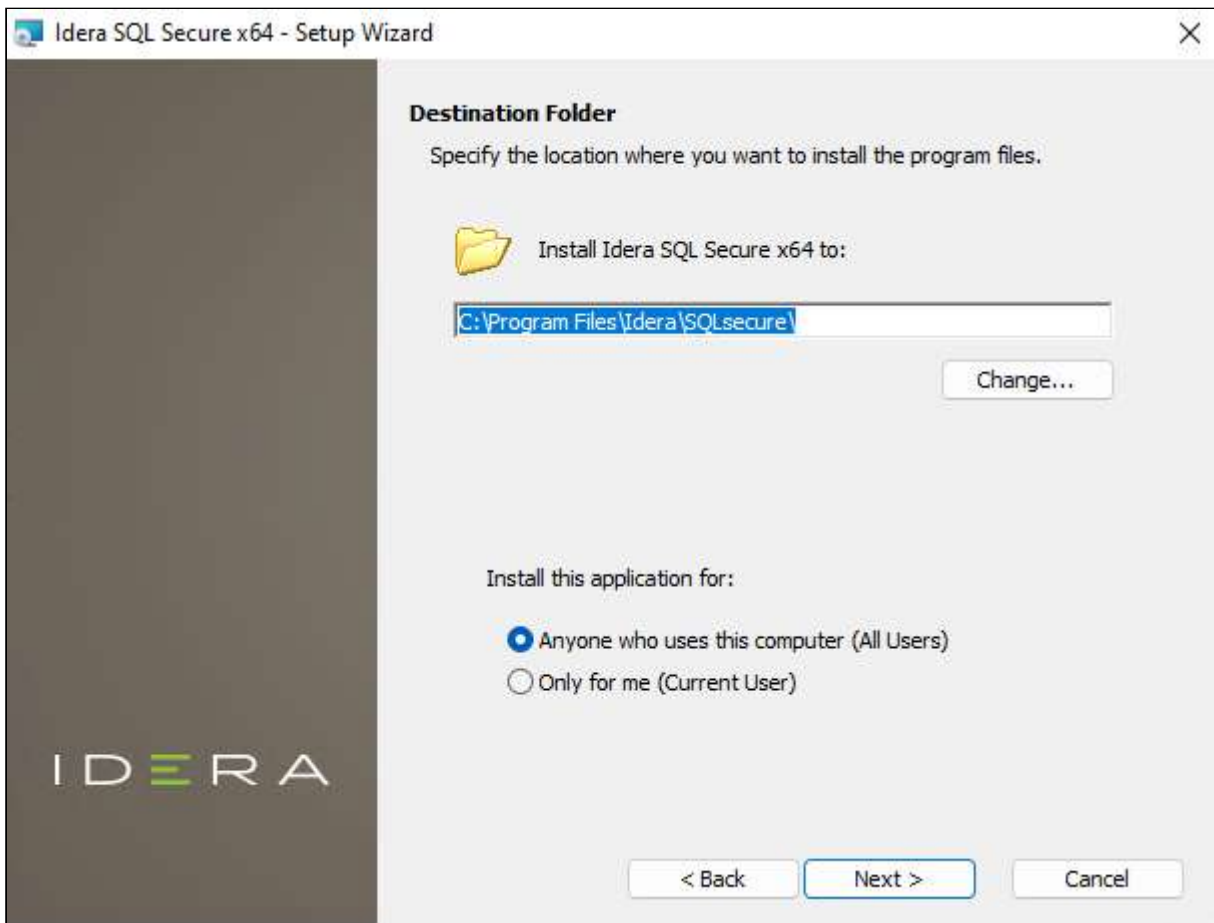 Idera SQL Secure x64 - Setup Wizard
Destination Folder
Specify the location where you want to install the program files.
Install Idera SQL Secure x64 to:
C:\Program Files\Idera\SQLsecure\
Change...
Install this application for:
Anyone who uses this computer (All Users)
Only for me (Current User)
IDERA
< Back Next > Cancel